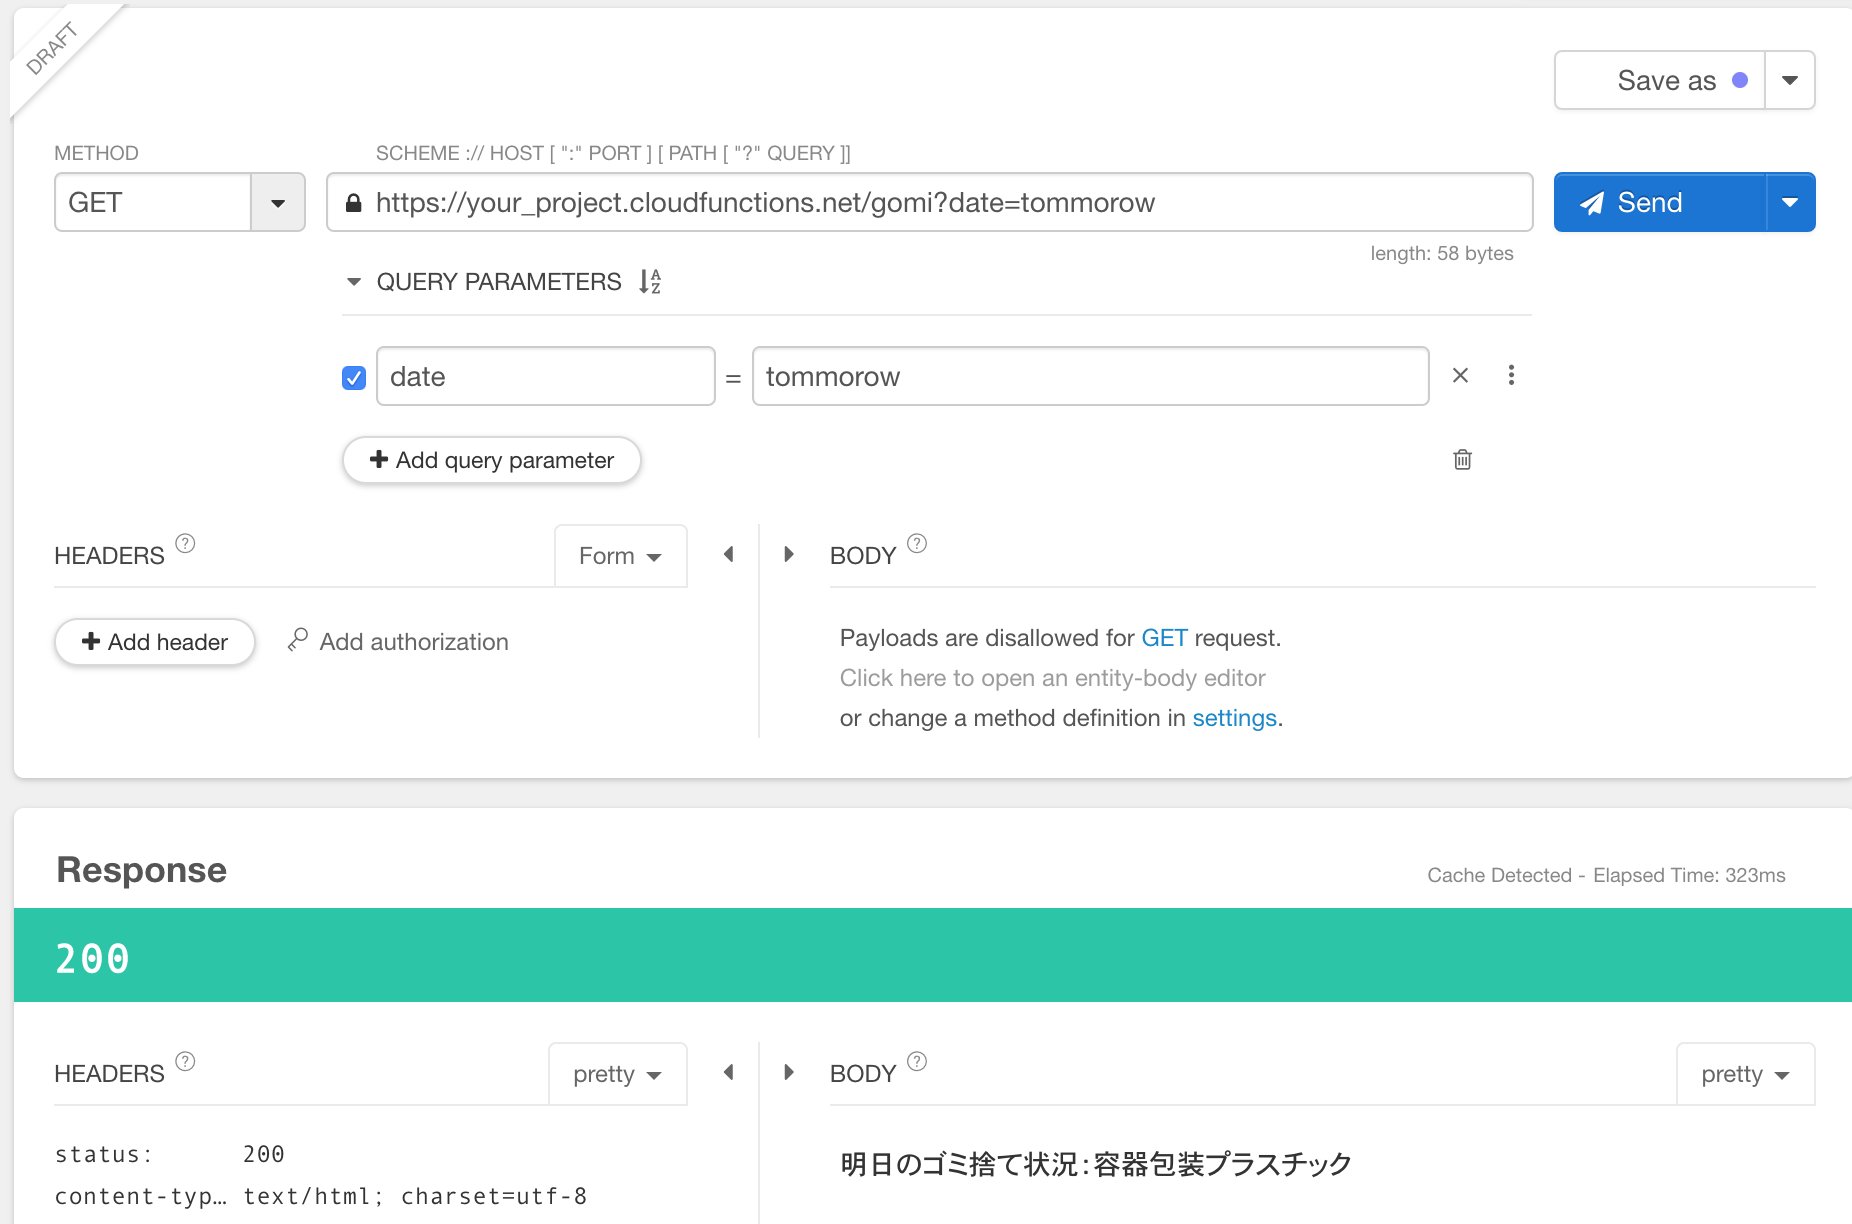 DRAFT
Save as
METHOD
SCHEME :// HOST [ ":" PORT ] [ PATH [ "?" QUERY ]]
GET
https://your_project.cloudfunctions.net/gomi?date=tommorow
Send
length: 58 bytes
QUERY PARAMETERS
date = tommorow
Add query parameter
HEADERS
Form
BODY
Add header
Add authorization
Payloads are disallowed for GET request.
Click here to open an entity-body editor
or change a method definition in settings.
Response
Cache Detected - Elapsed Time: 323ms
200
HEADERS
pretty
BODY
pretty
status: 200
content-typ… text/html; charset=utf-8
明日のゴミ捨て状況：容器包装プラスチック